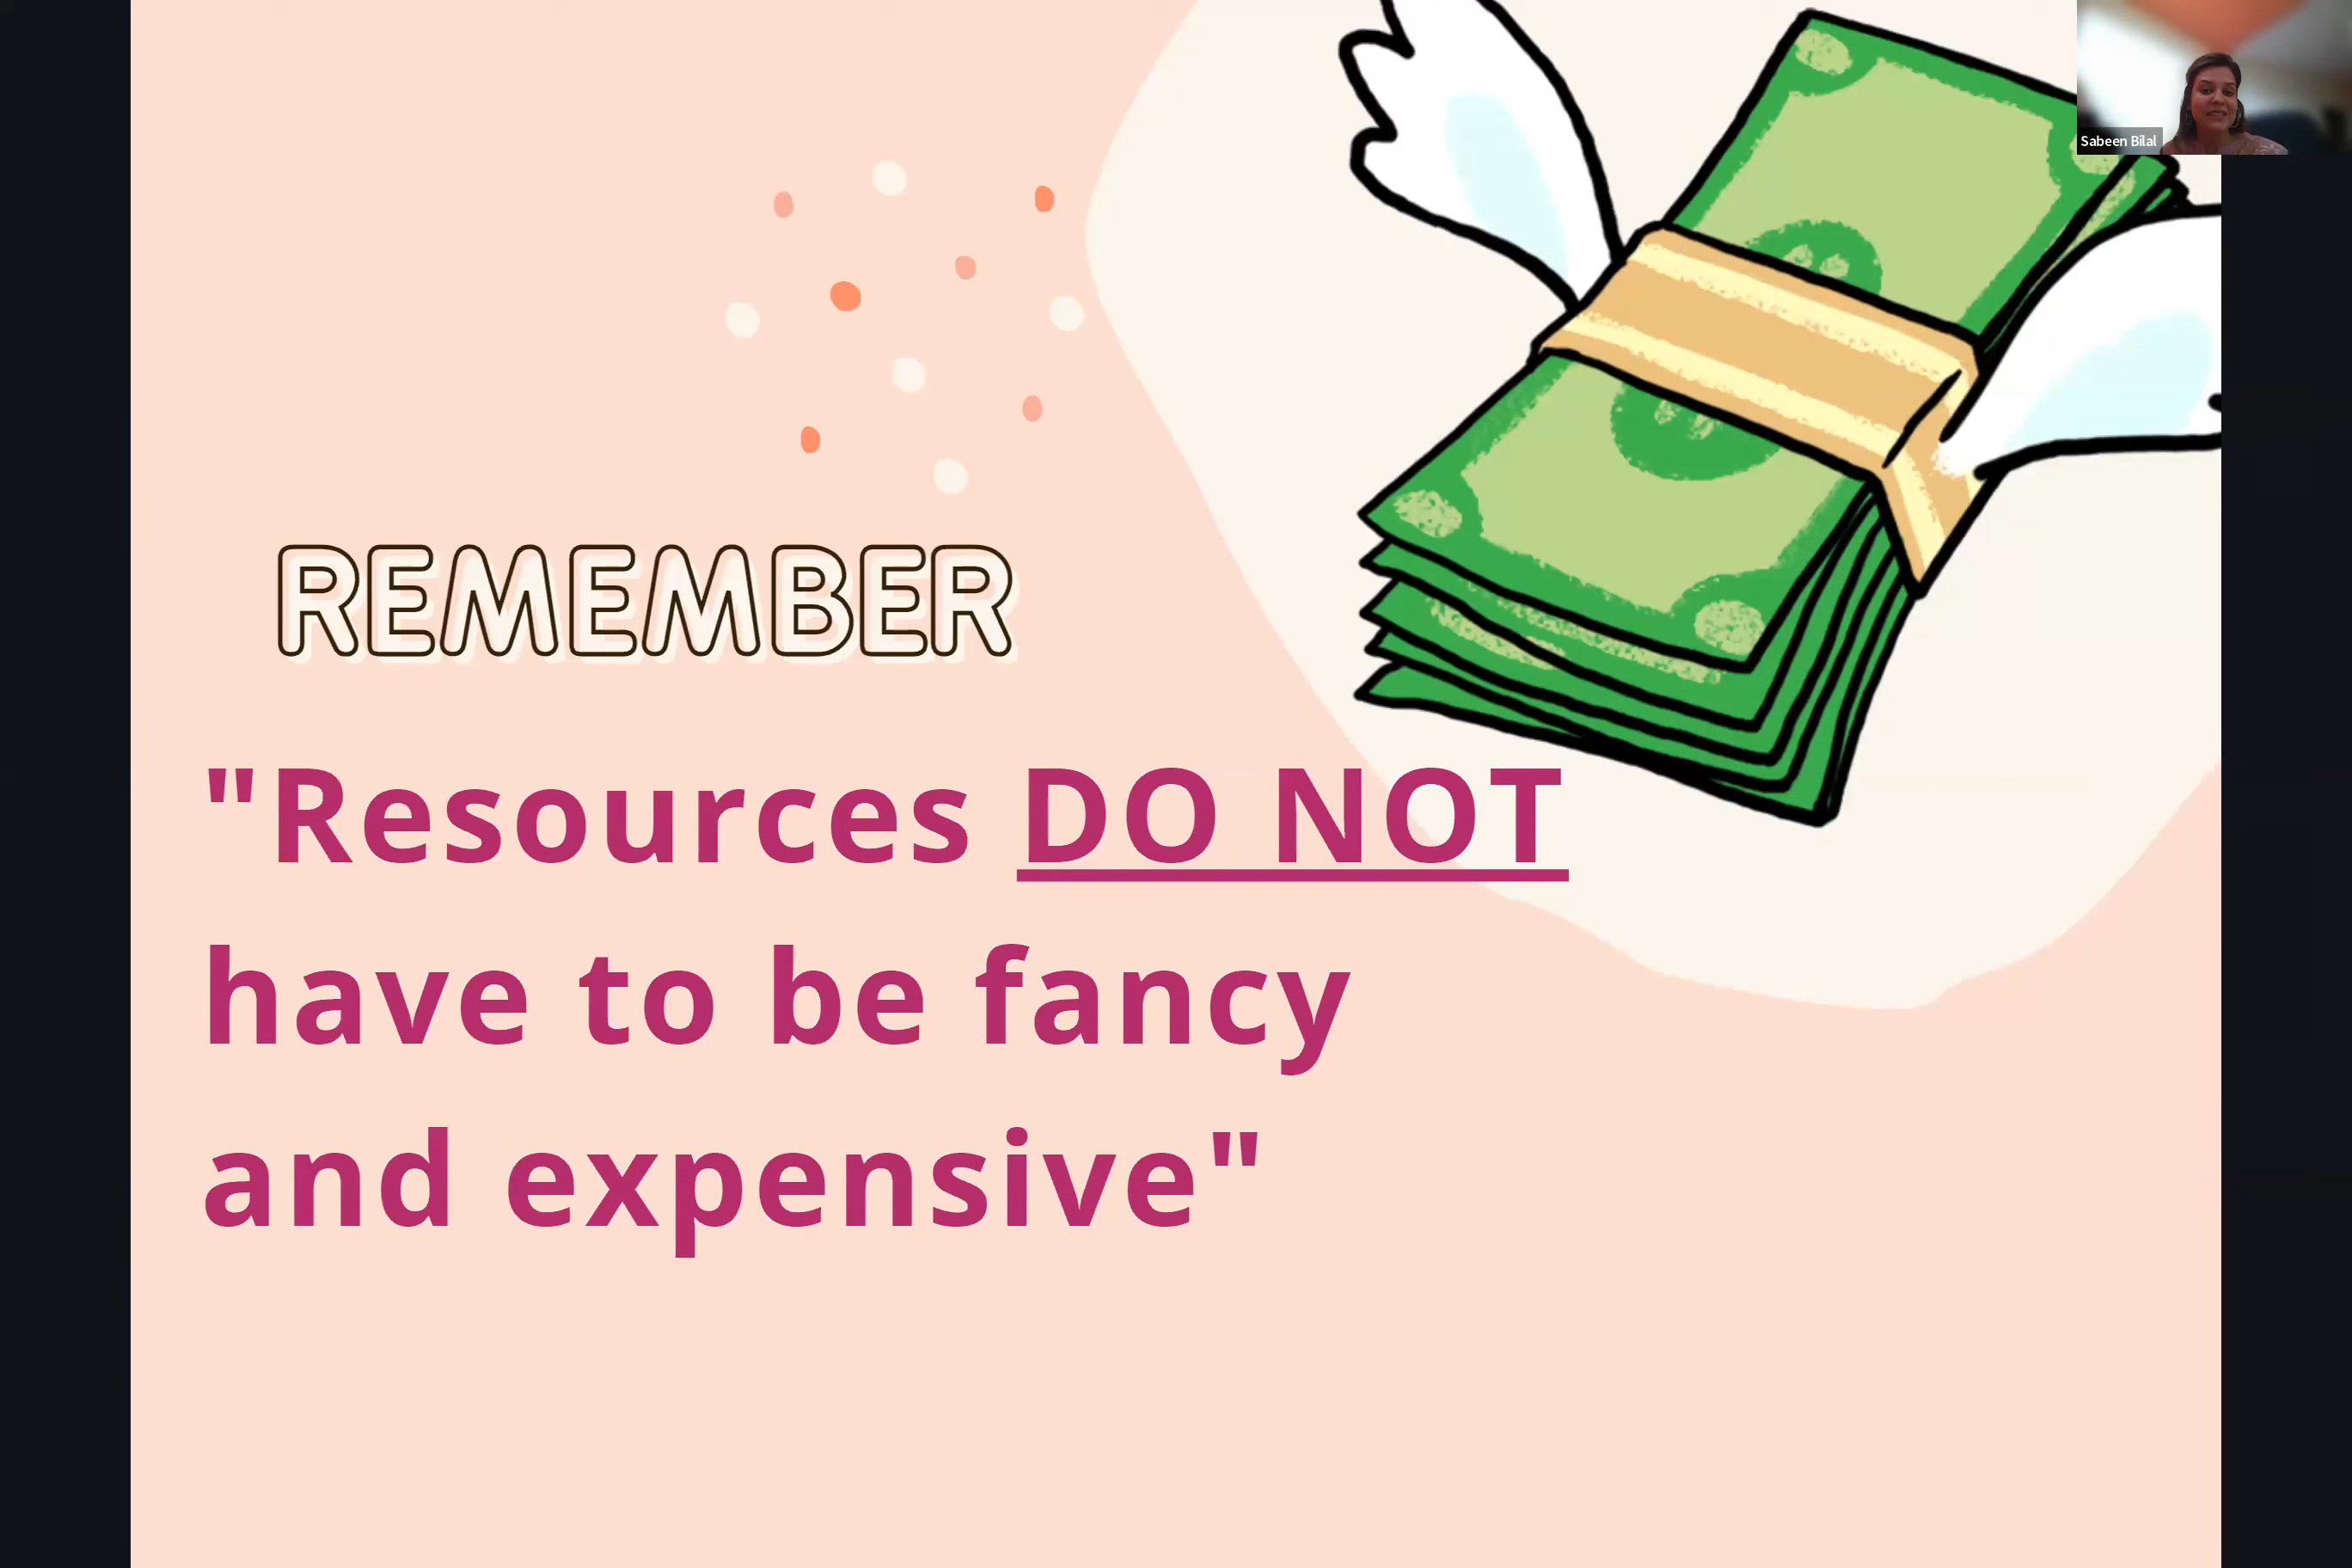 Sabeen Bilal
REMEMBER
"Resources DO NOT
have to be fancy
and expensive"